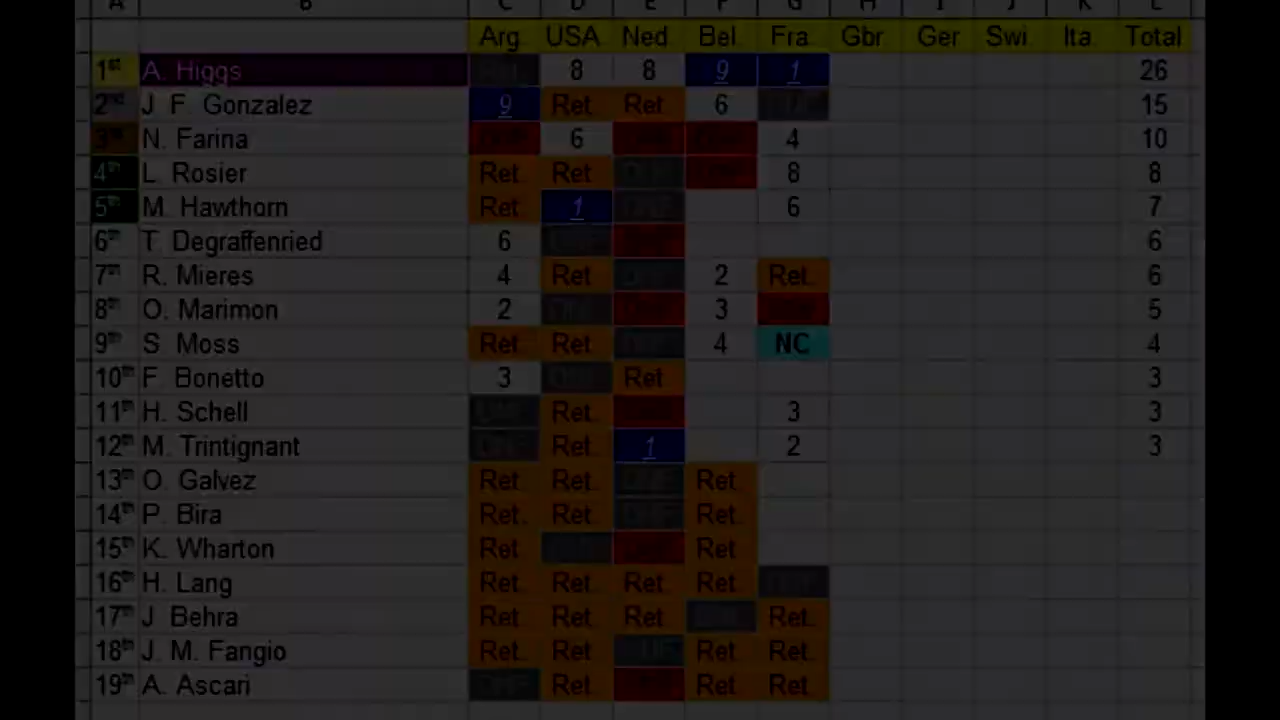 A B C D E F G H I J K L
Arg. USA Ned. Bel. Fra. Gbr. Ger. Swi. Ita. Total
1st A. Higgs 8 8 9 1 26
2nd J. F. Gonzalez 9 Ret. Ret. 6 15
3rd N. Farina 6 4 10
4th L. Rosier Ret. Ret. 8 8
5th M. Hawthorn Ret. 1 6 7
6th T. Degraffenried 6 6
7th R. Mieres 4 Ret. 2 Ret. 6
8th O. Marimon 2 3 5
9th S. Moss Ret. Ret. 4 NC 4
10th F. Bonetto 3 Ret. 3
11th H. Schell Ret. 3 3
12th M. Trintignant Ret. 1 2 3
13th O. Galvez Ret. Ret. Ret.
14th P. Bira Ret. Ret. Ret.
15th K. Wharton Ret. Ret.
16th H. Lang Ret. Ret. Ret. Ret.
17th J. Behra Ret. Ret. Ret. Ret.
18th J. M. Fangio Ret. Ret. Ret. Ret.
19th A. Ascari Ret. Ret. Ret.